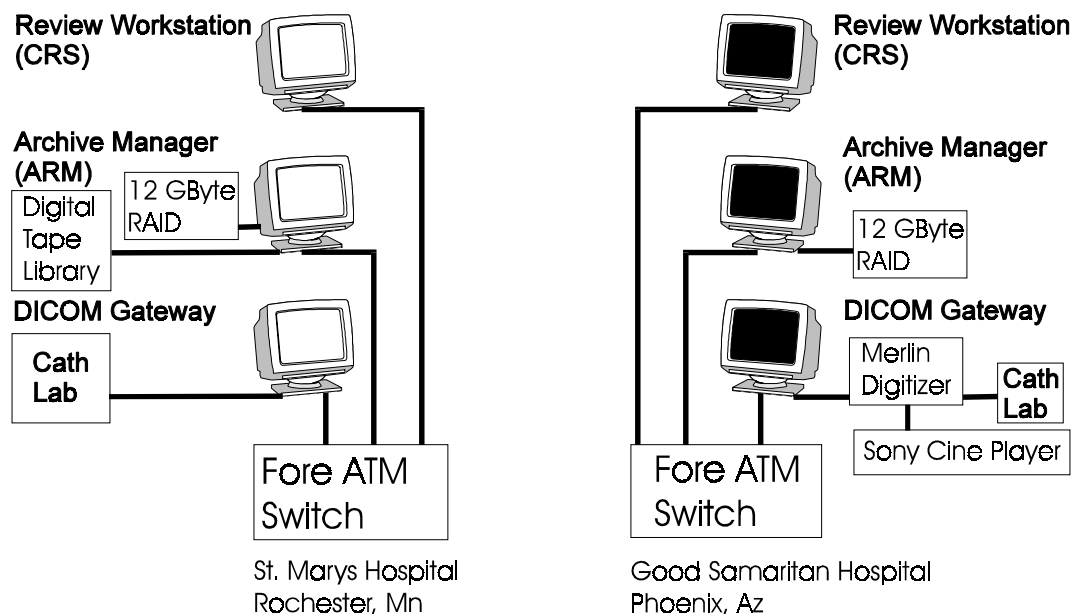 Review Workstation
(CRS)
Archive Manager
(ARM)
12 GByte
RAID
Digital
Tape
Library
DICOM Gateway
Cath
Lab
Fore ATM
Switch
St. Marys Hospital
Rochester, Mn
Review Workstation
(CRS)
Archive Manager
(ARM)
12 GByte
RAID
DICOM Gateway
Merlin
Digitizer
Cath
Lab
Sony Cine Player
Fore ATM
Switch
Good Samaritan Hospital
Phoenix, Az